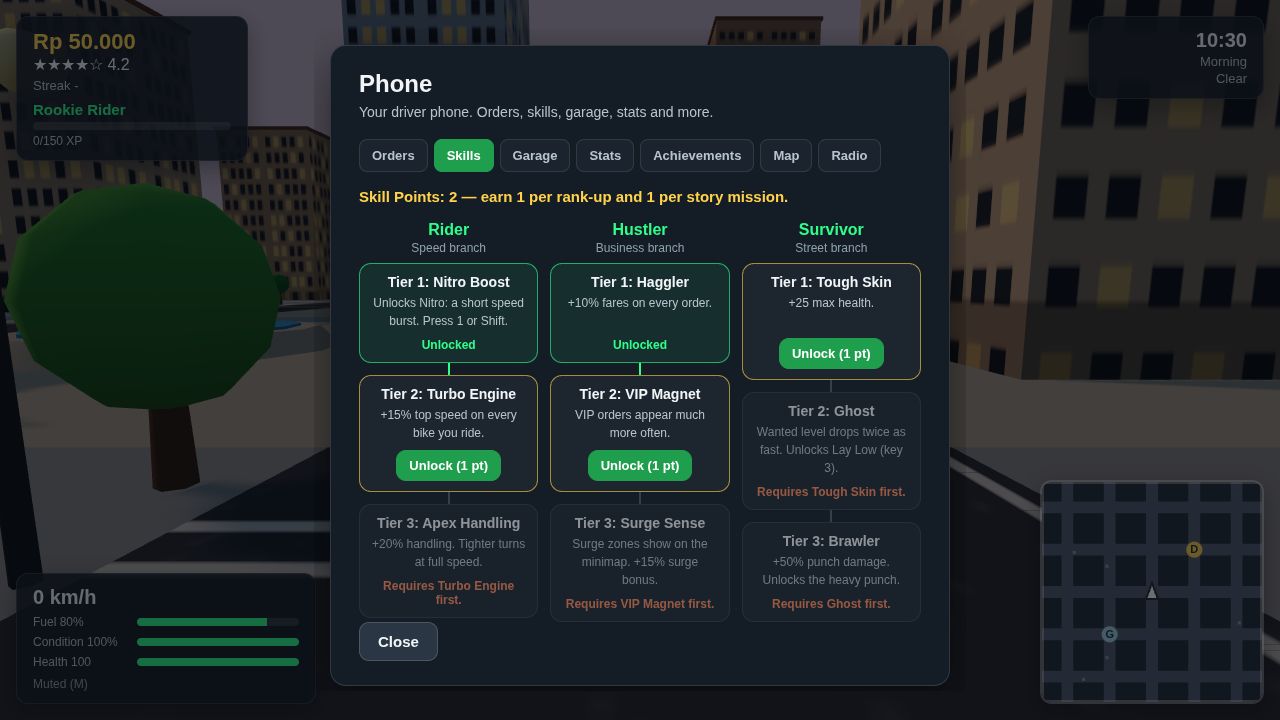 Rp 50.000
★★★★☆ 4.2
Streak -
Rookie Rider
0/150 XP
10:30
Morning
Clear
Phone
Your driver phone. Orders, skills, garage, stats and more.
Orders
Skills
Garage
Stats
Achievements
Map
Radio
Skill Points: 2 — earn 1 per rank-up and 1 per story mission.
Rider
Speed branch
Tier 1: Nitro Boost
Unlocks Nitro: a short speed
burst. Press 1 or Shift.
Unlocked
Tier 2: Turbo Engine
+15% top speed on every
bike you ride.
Unlock (1 pt)
Tier 3: Apex Handling
+20% handling. Tighter turns
at full speed.
Requires Turbo Engine
first.
Hustler
Business branch
Tier 1: Haggler
+10% fares on every order.
Unlocked
Tier 2: VIP Magnet
VIP orders appear much
more often.
Unlock (1 pt)
Tier 3: Surge Sense
Surge zones show on the
minimap. +15% surge
bonus.
Requires VIP Magnet first.
Survivor
Street branch
Tier 1: Tough Skin
+25 max health.
Unlock (1 pt)
Tier 2: Ghost
Wanted level drops twice as
fast. Unlocks Lay Low (key
3).
Requires Tough Skin first.
Tier 3: Brawler
+50% punch damage.
Unlocks the heavy punch.
Requires Ghost first.
Close
0 km/h
Fuel 80%
Condition 100%
Health 100
Muted (M)
D
G